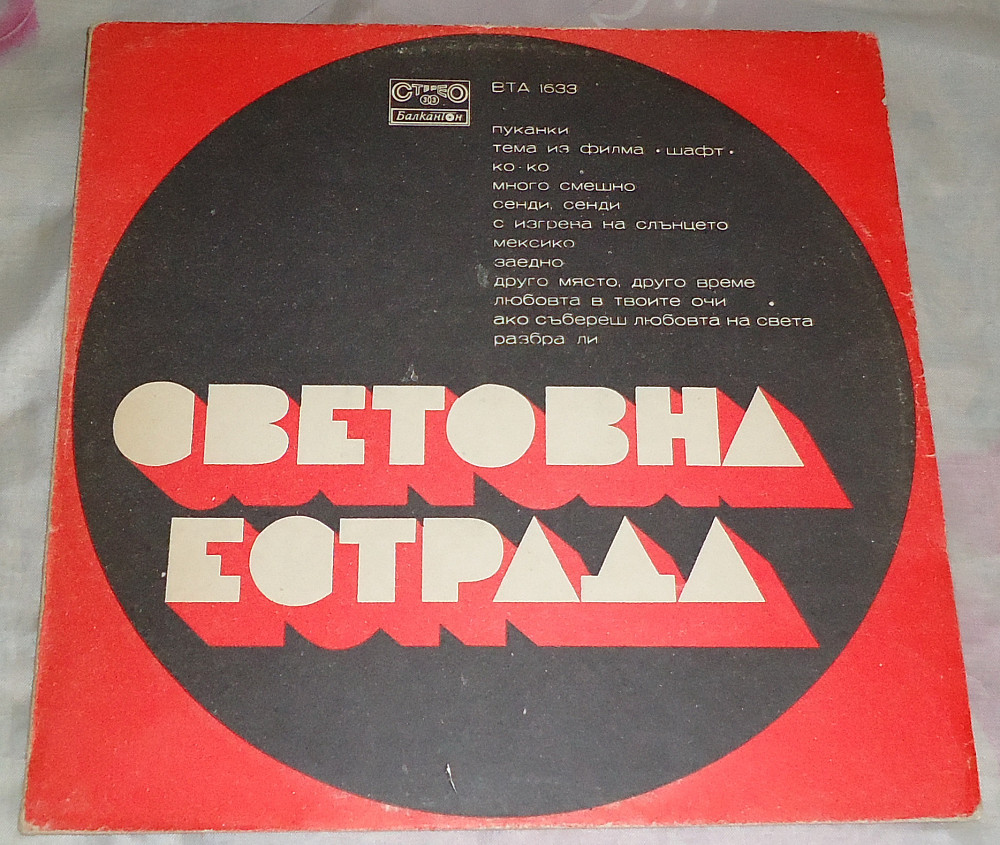 СТЕРЕО
33
Балкантон
ВТА 1533
пуканки
тема из филма •шафт•
ко-ко
много смешно
сенди, сенди
с изгрева на слънцето
мексико
заедно
друго място, друго време
любовта в твоите очи
ако събереш любовта на света
разбра ли
СВЕТОВНА
ЕСТРАДА